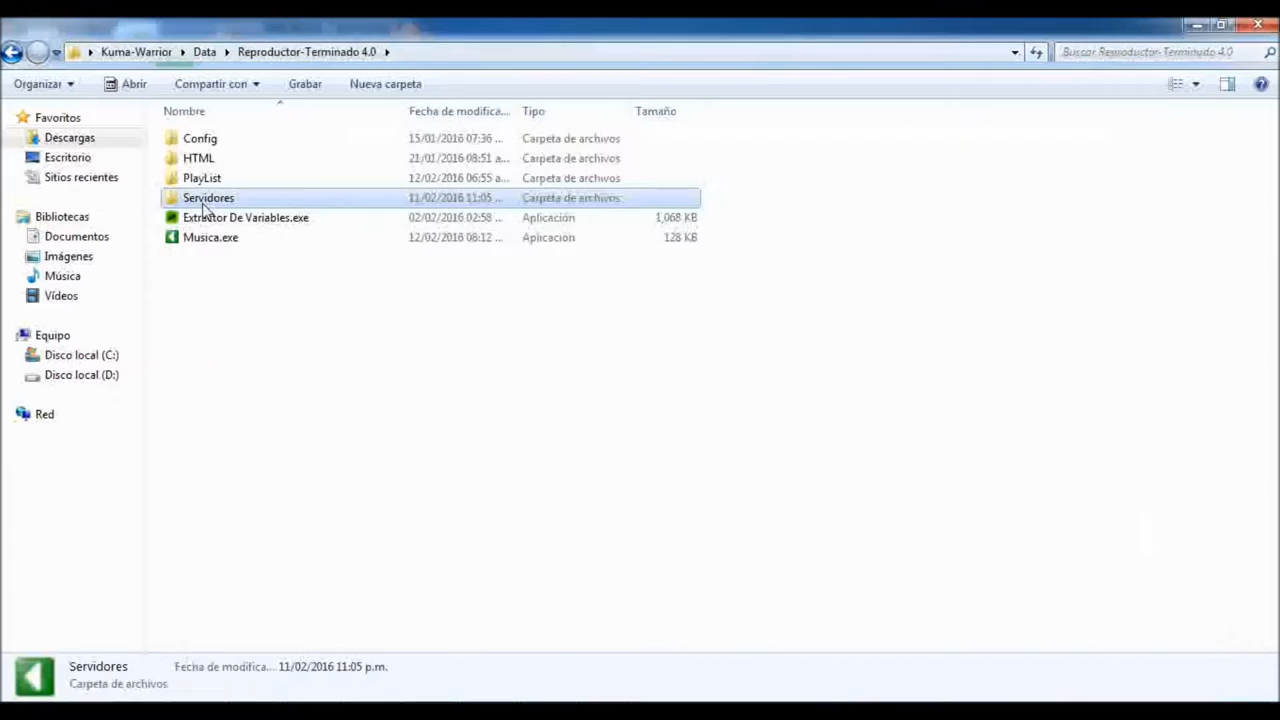 Kuma-Warrior Data Reproductor-Terminado 4.0
Buscar Reproductor-Terminado 4.0
Organizar Abrir Compartir con Grabar Nueva carpeta
Nombre Fecha de modifica... Tipo Tamaño
Favoritos
Descargas
Escritorio
Sitios recientes
Bibliotecas
Documentos
Imágenes
Música
Vídeos
Equipo
Disco local (C:)
Disco local (D:)
Red
Config 15/01/2016 07:36 ... Carpeta de archivos
HTML 21/01/2016 08:51 a... Carpeta de archivos
PlayList 12/02/2016 06:55 a... Carpeta de archivos
Servidores 11/02/2016 11:05 ... Carpeta de archivos
Extractor De Variables.exe 02/02/2016 02:58 ... Aplicación 1,068 KB
Musica.exe 12/02/2016 08:12 ... Aplicación 128 KB
Servidores Fecha de modifica... 11/02/2016 11:05 p.m.
Carpeta de archivos